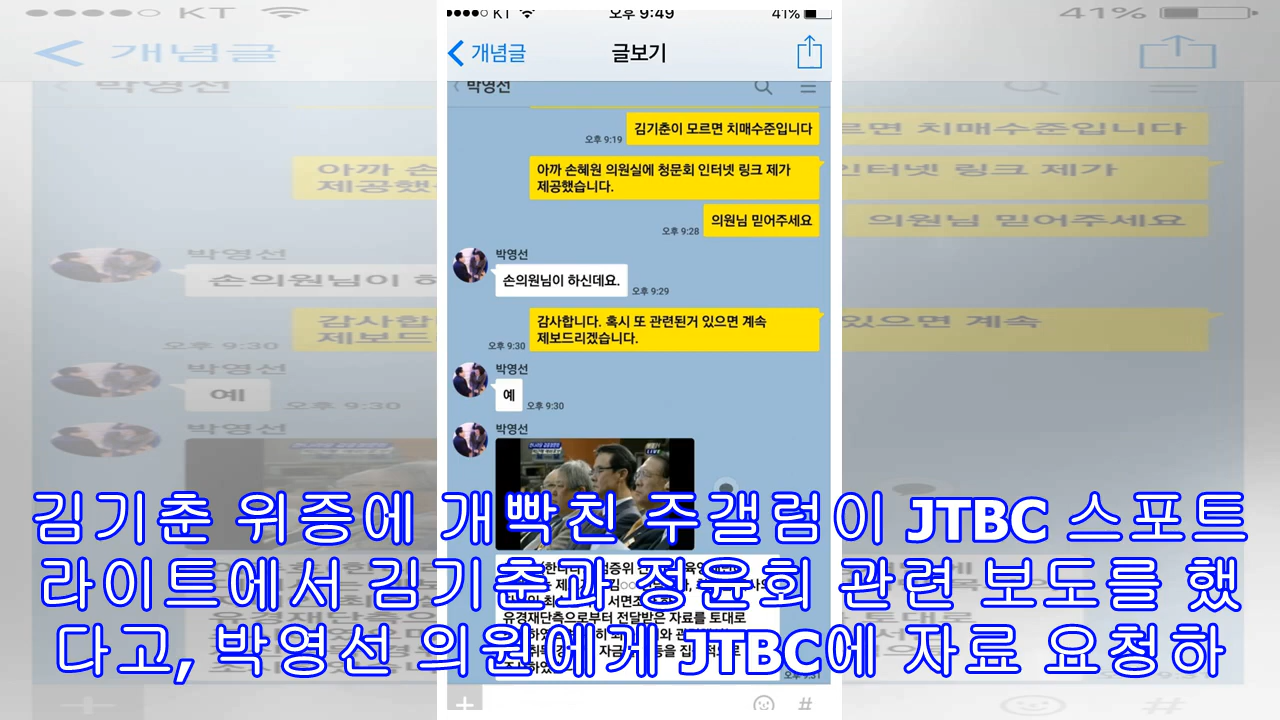 KT 오후 9:49 41%
개념글 글보기
박영선
김기춘이 모르면 치매수준입니다
오후 9:19
아까 손혜원 의원실에 청문회 인터넷 링크 제가
제공했습니다.
의원님 믿어주세요
오후 9:28
박영선
손의원님이 하신데요.
오후 9:29
감사합니다. 혹시 또 관련된거 있으면 계속
제보드리겠습니다.
오후 9:30
박영선
예
오후 9:30
박영선
유경재단측으로부터 전달받은 자료를 토대로
오후 9:31
김기춘 위증에 개빡친 주갤럼이 JTBC 스포트
라이트에서 김기춘과 정윤회 관련 보도를 했
다고, 박영선 의원에게 JTBC에 자료 요청하